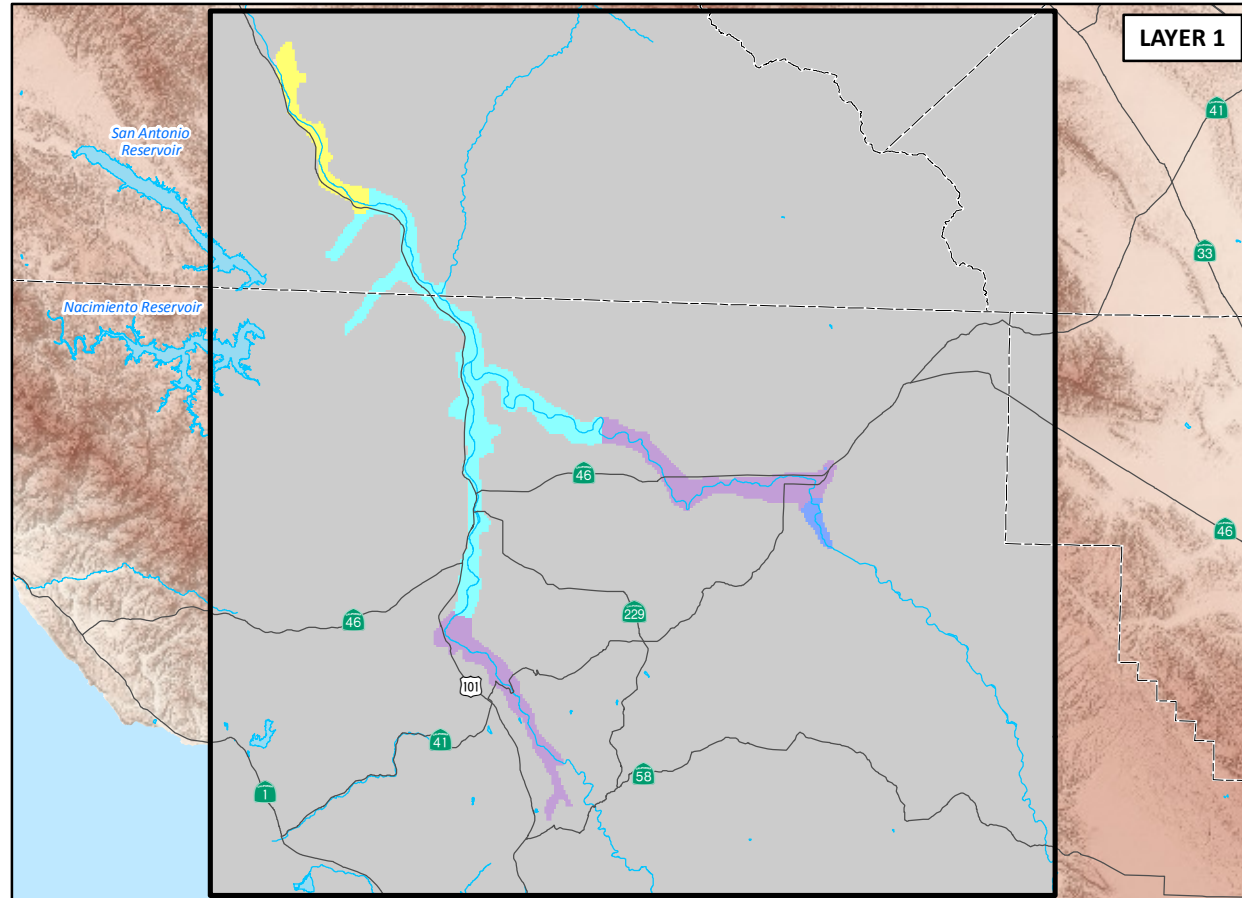 LAYER 1
41
San Antonio
Reservoir
33
Nacimiento Reservoir
46
46
229
46
101
41
58
1